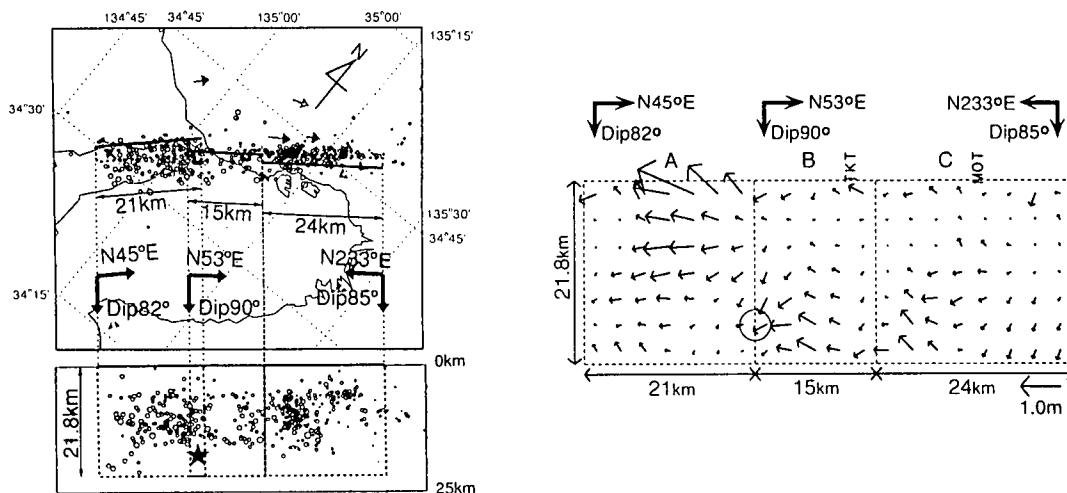 134°45' 34°45' 135°00' 35°00'
135°15'
N
34°30'
21km
15km
24km
135°30'
34°45'
N45°E N53°E N233°E
34°15'
Dip82° Dip90° Dip85°
0km
21.8km
25km
N45°E N53°E N233°E
Dip82° Dip90° Dip85°
A B TKT C MOT
21.8km
21km 15km 24km
1.0m